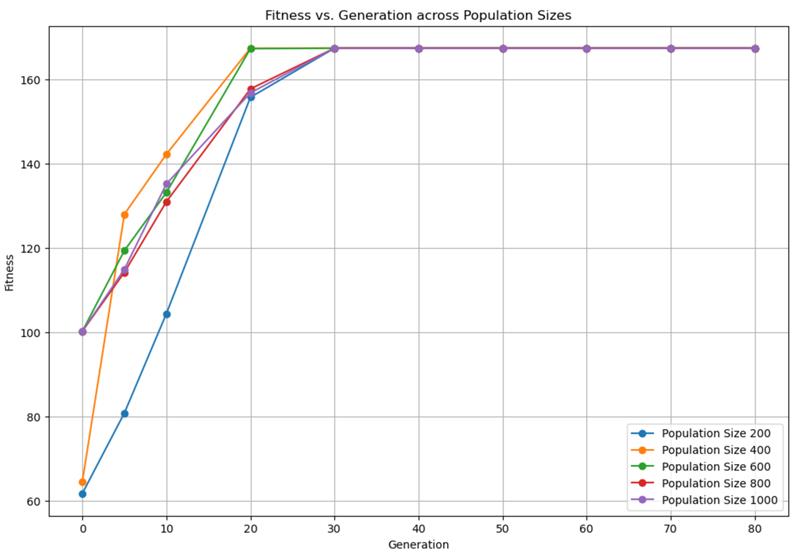 Fitness vs. Generation across Population Sizes
160
140
120
100
80
60
Fitness
0 10 20 30 40 50 60 70 80
Generation
Population Size 200
Population Size 400
Population Size 600
Population Size 800
Population Size 1000